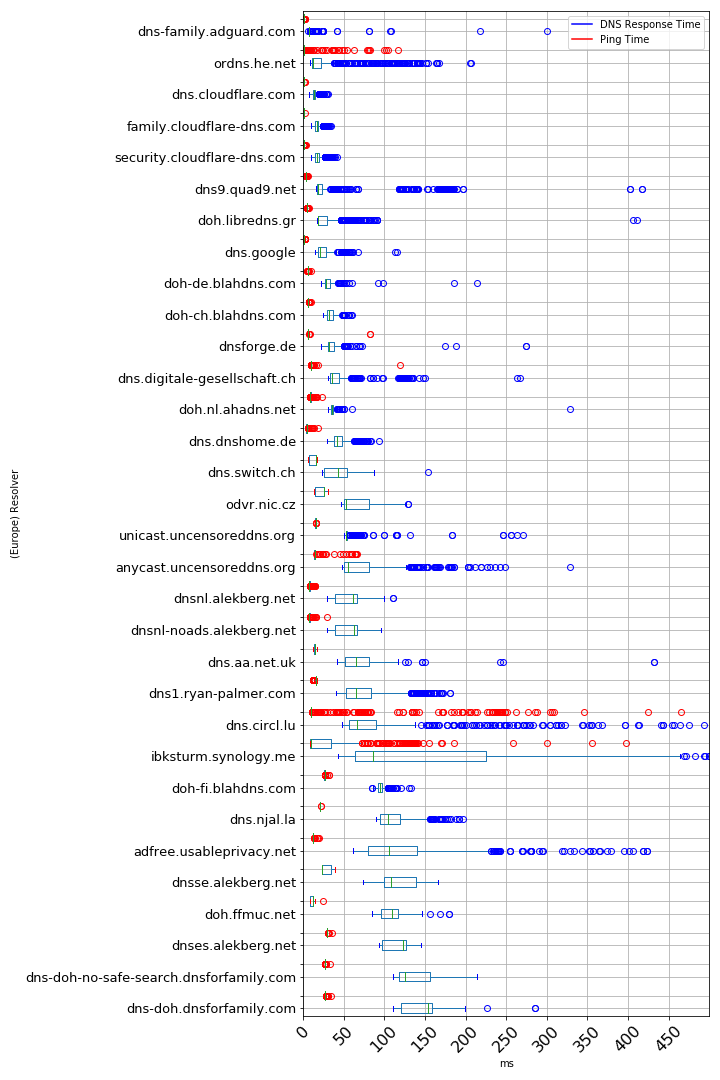 DNS Response Time
Ping Time
dns-family.adguard.com
ordns.he.net
dns.cloudflare.com
family.cloudflare-dns.com
security.cloudflare-dns.com
dns9.quad9.net
doh.libredns.gr
dns.google
doh-de.blahdns.com
doh-ch.blahdns.com
dnsforge.de
dns.digitale-gesellschaft.ch
doh.nl.ahadns.net
dns.dnshome.de
dns.switch.ch
odvr.nic.cz
unicast.uncensoreddns.org
anycast.uncensoreddns.org
dnsnl.alekberg.net
dnsnl-noads.alekberg.net
dns.aa.net.uk
dns1.ryan-palmer.com
dns.circl.lu
ibksturm.synology.me
doh-fi.blahdns.com
dns.njal.la
adfree.usableprivacy.net
dnsse.alekberg.net
doh.ffmuc.net
dnses.alekberg.net
dns-doh-no-safe-search.dnsforfamily.com
dns-doh.dnsforfamily.com
(Europe) Resolver
0 50 100 150 200 250 300 350 400 450
ms